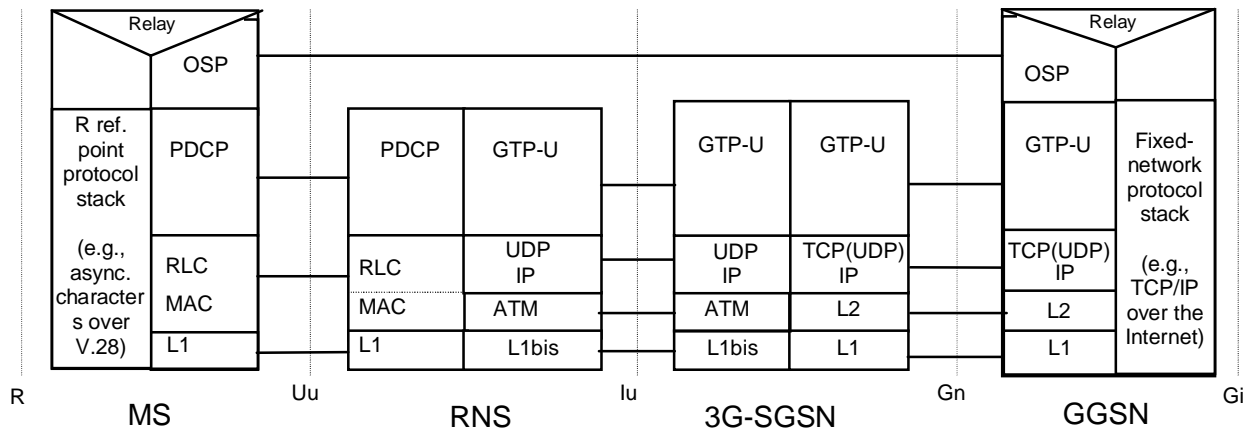 Relay
OSP
R ref.
point
protocol
stack
(e.g.,
async.
character
s over
V.28)
PDCP
RLC
MAC
L1
PDCP
RLC
MAC
L1
GTP-U
UDP
IP
ATM
L1bis
GTP-U
UDP
IP
ATM
L1bis
GTP-U
TCP(UDP)
IP
L2
L1
Relay
OSP
GTP-U
TCP(UDP)
IP
L2
L1
Fixed-
network
protocol
stack
(e.g.,
TCP/IP
over the
Internet)
R
MS
Uu
RNS
Iu
3G-SGSN
Gn
GGSN
Gi